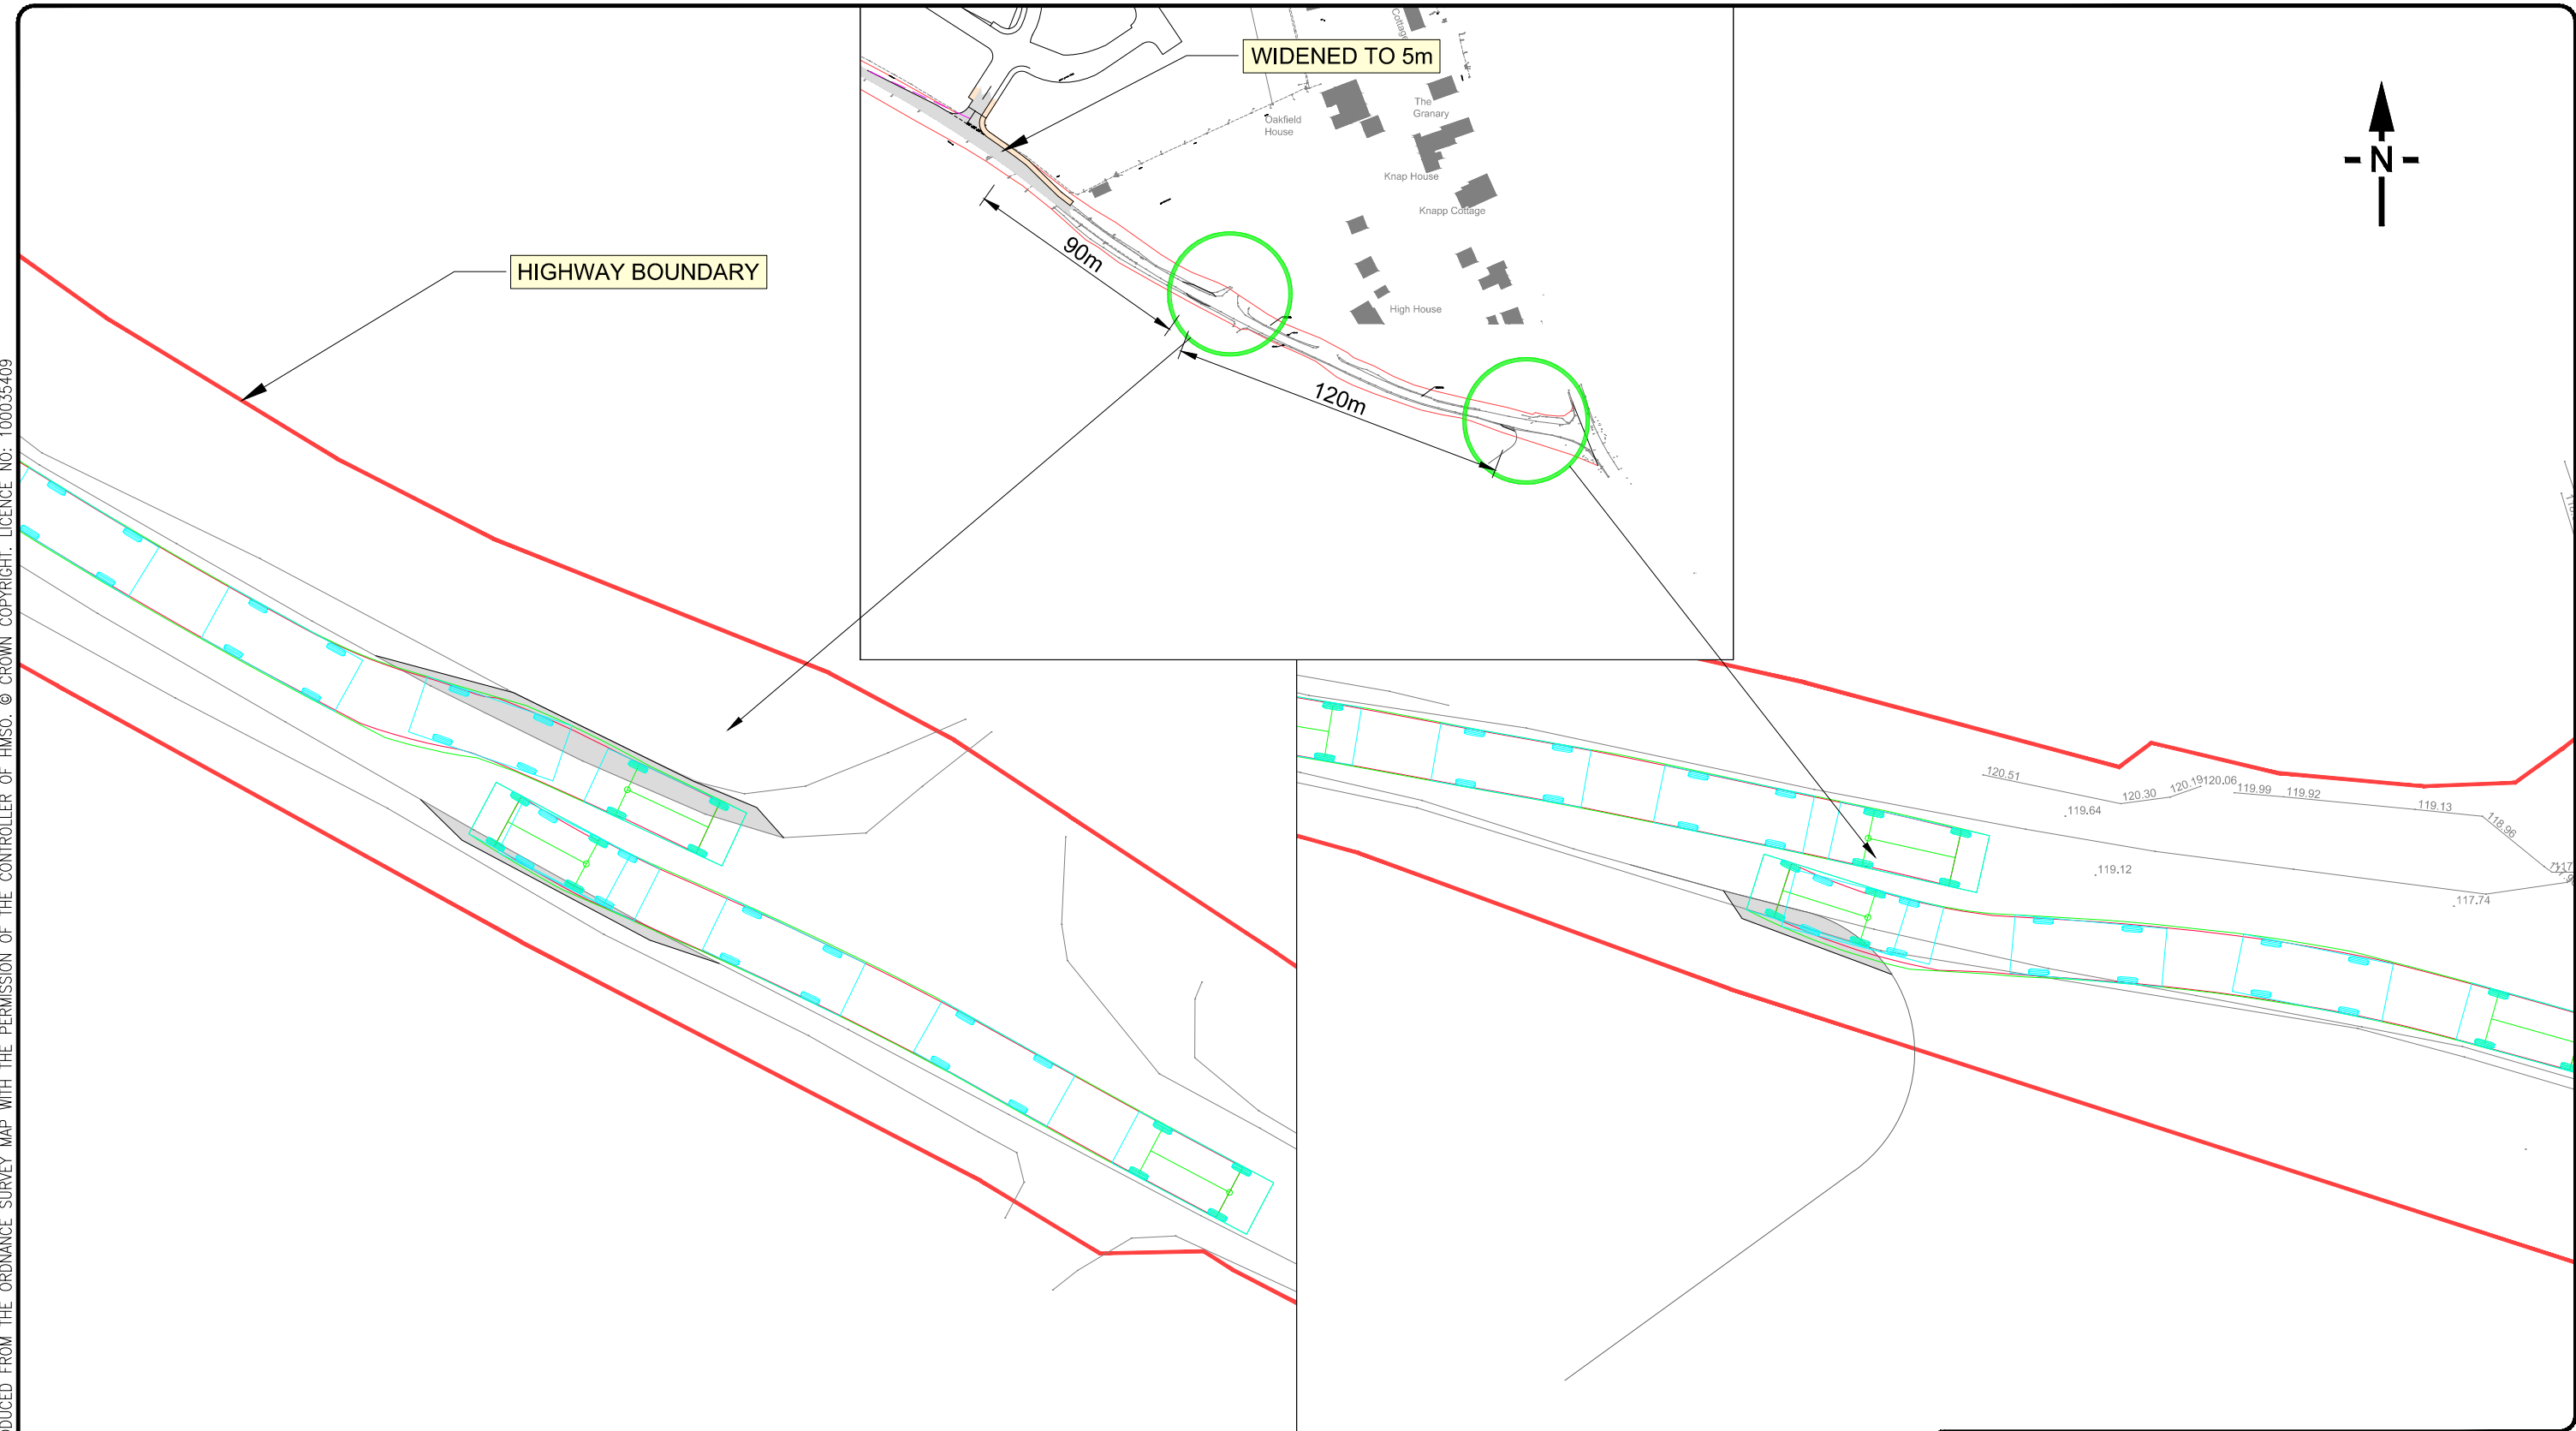 WIDENED TO 5m
Cottage
Oakfield
House
The
Granary
Knap House
Knapp Cottage
High House
90m
120m
HIGHWAY BOUNDARY
- N -
120.51
120.30
120.19
120.06
119.99
119.92
119.13
118.96
119.64
119.12
117.74
ODUCED FROM THE ORDNANCE SURVEY MAP WITH THE PERMISSION OF THE CONTROLLER OF HMSO. © CROWN COPYRIGHT. LICENCE NO: 100035409